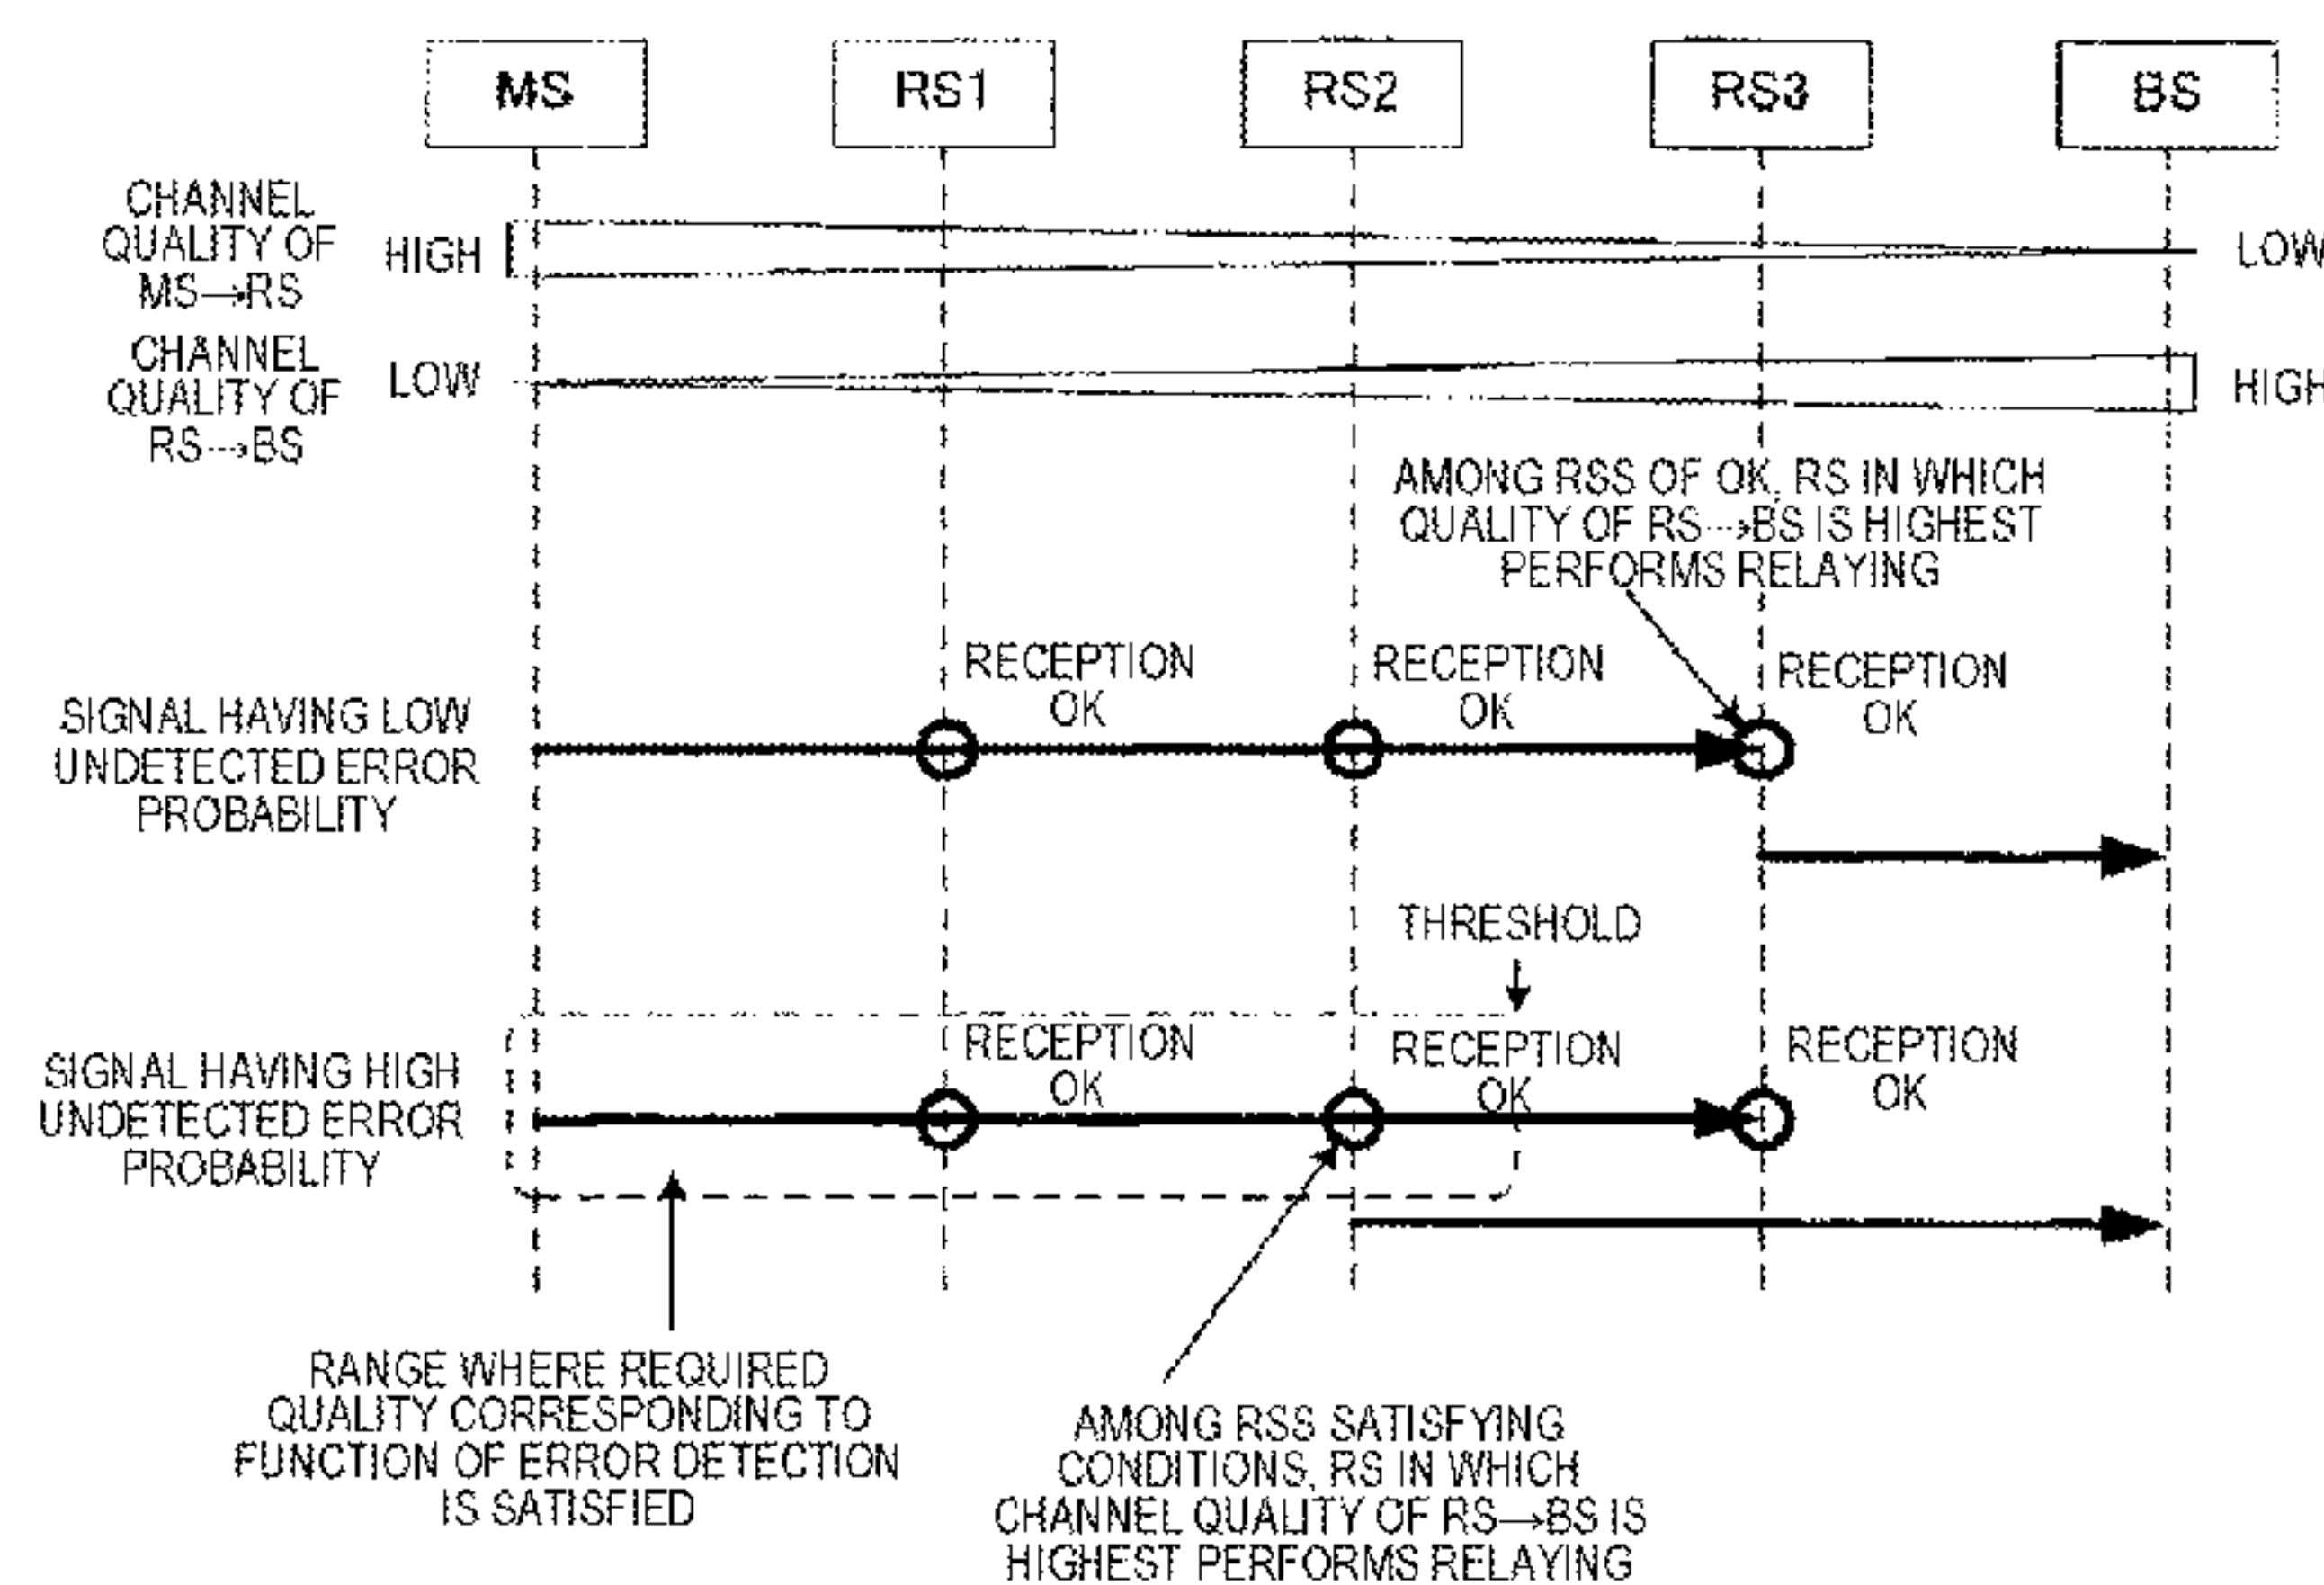 MS
RS1
RS2
RS3
BS
CHANNEL
QUALITY OF
MS→RS
HIGH
LOW
CHANNEL
QUALITY OF
RS→BS
LOW
HIGH
AMONG RSS OF OK, RS IN WHICH
QUALITY OF RS→BS IS HIGHEST
PERFORMS RELAYING
SIGNAL HAVING LOW
UNDETECTED ERROR
PROBABILITY
RECEPTION
OK
RECEPTION
OK
RECEPTION
OK
THRESHOLD
SIGNAL HAVING HIGH
UNDETECTED ERROR
PROBABILITY
RECEPTION
OK
RECEPTION
OK
RECEPTION
OK
RANGE WHERE REQUIRED
QUALITY CORRESPONDING TO
FUNCTION OF ERROR DETECTION
IS SATISFIED
AMONG RSS SATISFYING
CONDITIONS, RS IN WHICH
CHANNEL QUALITY OF RS→BS IS
HIGHEST PERFORMS RELAYING